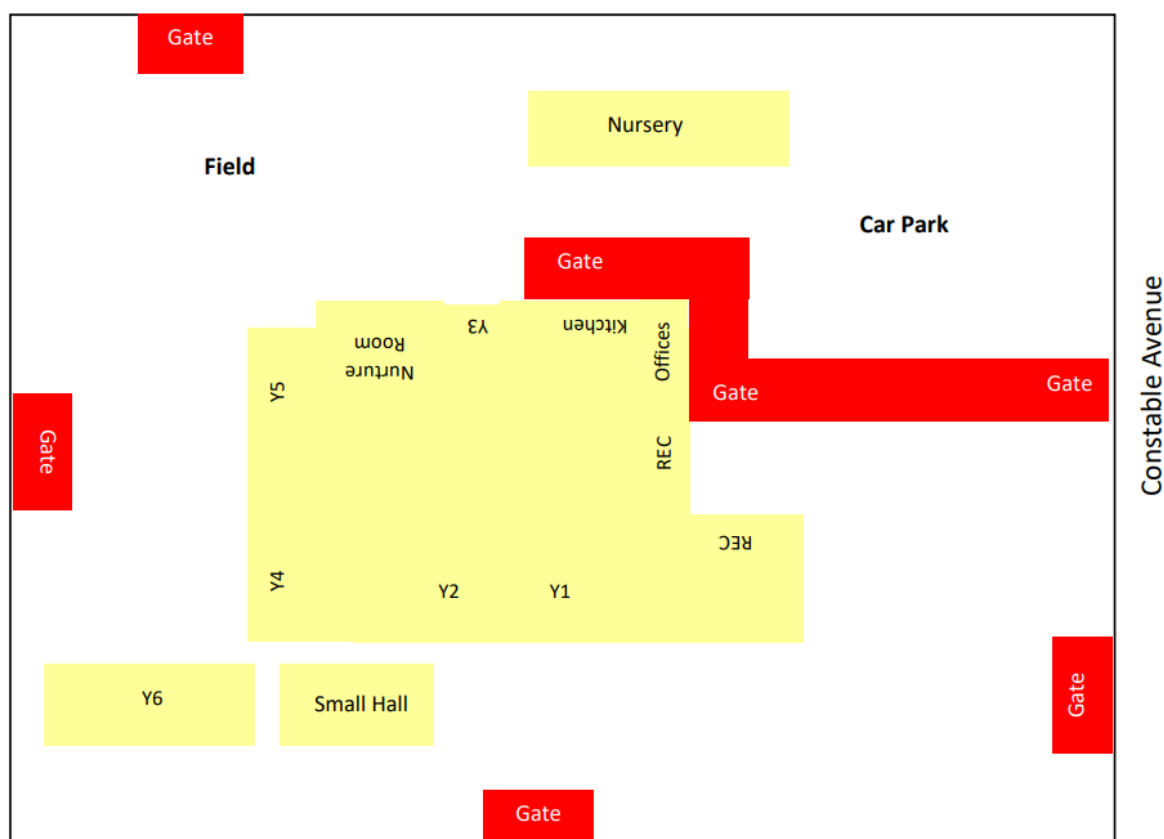 Gate
Nursery
Field
Car Park
Gate
Constable Avenue
Kitchen
Y3
Offices
Nurture
Room
Y5
Gate
Gate
Gate
REC
REC
Y4
Y2
Y1
Y6
Small Hall
Gate
Gate